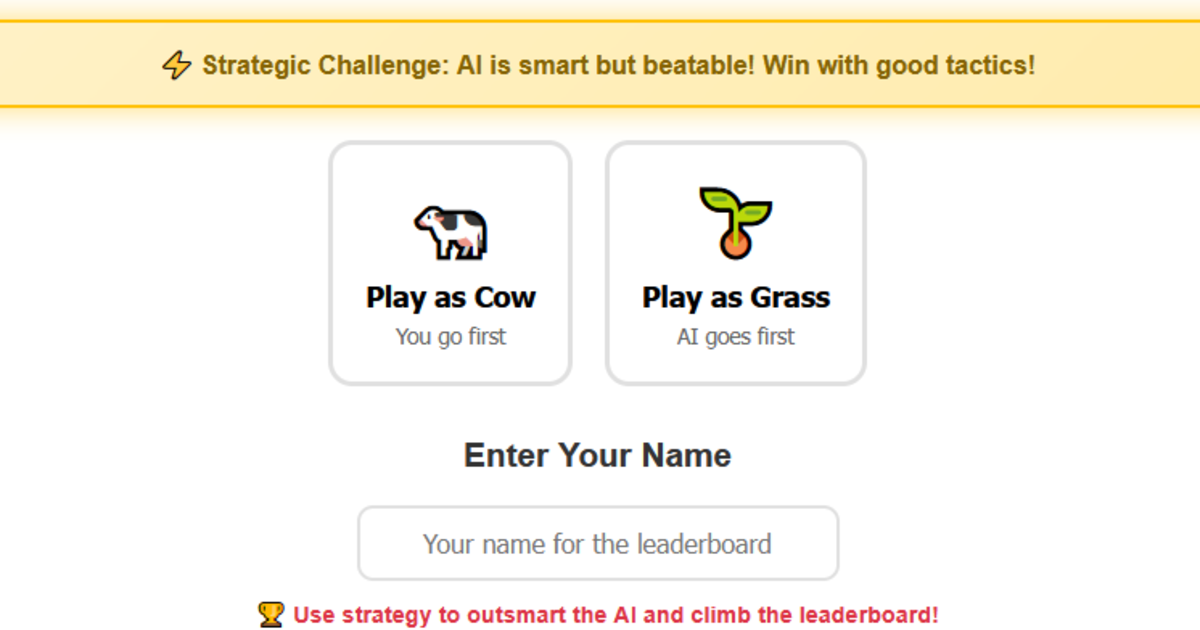 ⚡ Strategic Challenge: AI is smart but beatable! Win with good tactics!
Play as Cow
You go first
Play as Grass
AI goes first
Enter Your Name
Your name for the leaderboard
🏆 Use strategy to outsmart the AI and climb the leaderboard!